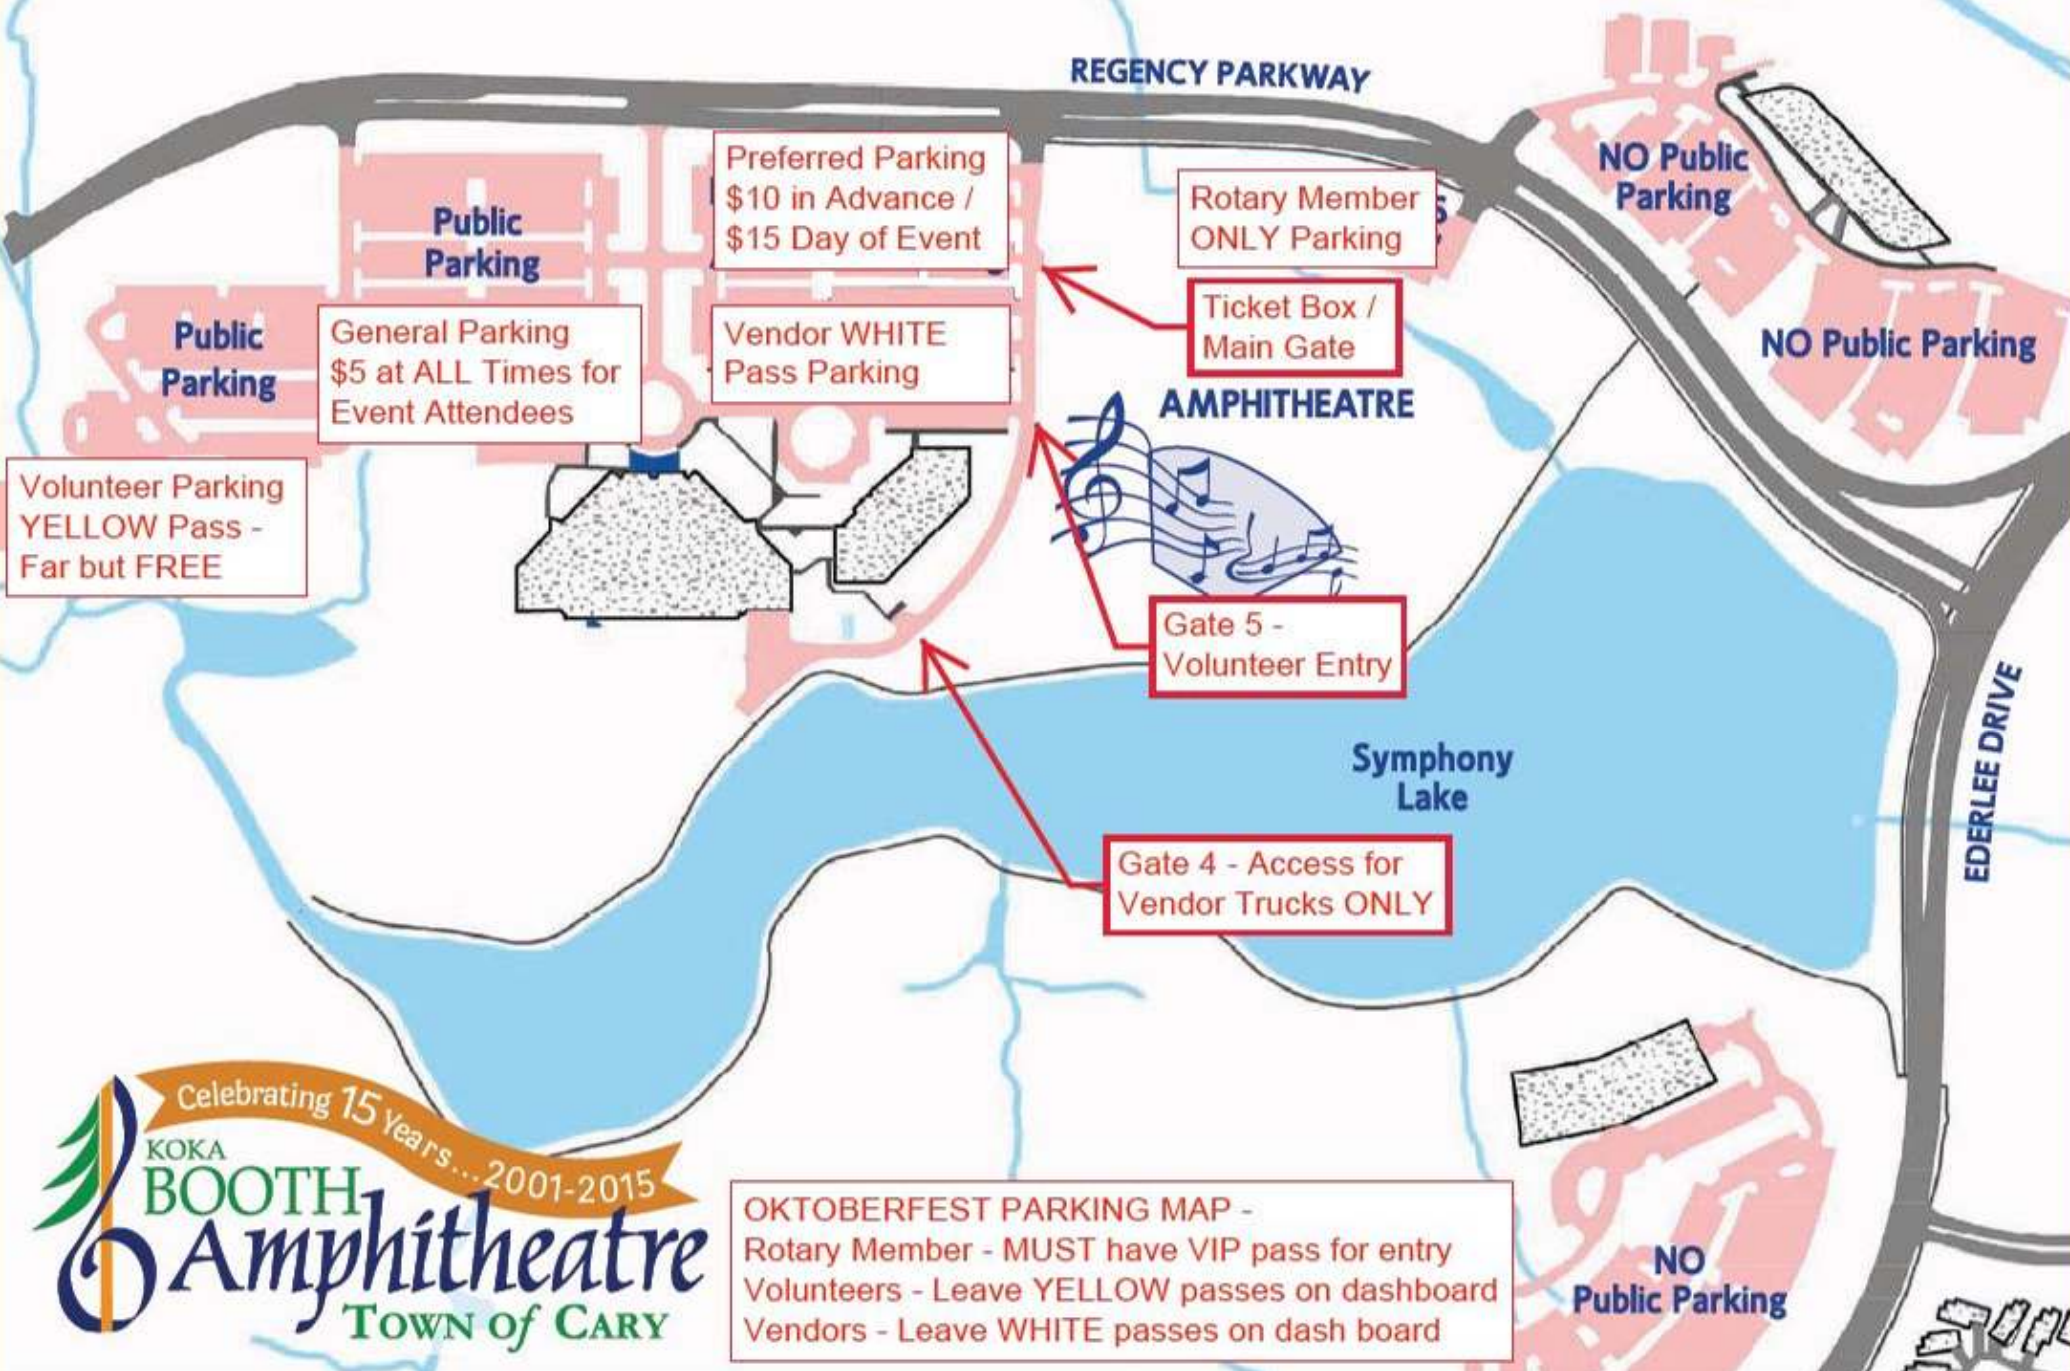 REGENCY PARKWAY
NO Public
Parking
Preferred Parking
$10 in Advance /
$15 Day of Event
Rotary Member
ONLY Parking
S
Public
Parking
Ticket Box /
Main Gate
Public
Parking
General Parking
$5 at ALL Times for
Event Attendees
Vendor WHITE
Pass Parking
NO Public Parking
AMPHITHEATRE
Volunteer Parking
YELLOW Pass -
Far but FREE
Gate 5 -
Volunteer Entry
Symphony
Lake
EDERLEE DRIVE
Gate 4 - Access for
Vendor Trucks ONLY
Celebrating 15 Years... 2001-2015
KOKA
BOOTH
Amphitheatre
TOWN of CARY
OKTOBERFEST PARKING MAP -
Rotary Member - MUST have VIP pass for entry
Volunteers - Leave YELLOW passes on dashboard
Vendors - Leave WHITE passes on dash board
NO
Public Parking